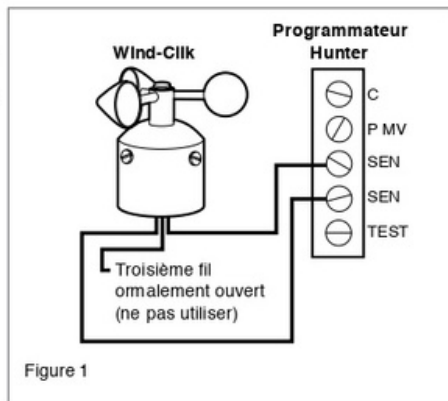 Programmateur
Hunter
Wind-Clik
C
P MV
SEN
SEN
TEST
Troisième fil
ormalement ouvert
(ne pas utiliser)
Figure 1